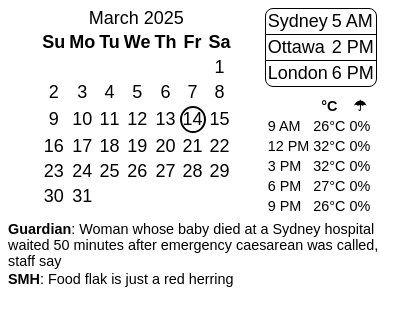 March 2025
Su Mo Tu We Th Fr Sa
1
2 3 4 5 6 7 8
9 10 11 12 13 14 15
16 17 18 19 20 21 22
23 24 25 26 27 28 29
30 31
Sydney 5 AM
Ottawa 2 PM
London 6 PM
°C ☂
9 AM 26°C 0%
12 PM 32°C 0%
3 PM 32°C 0%
6 PM 27°C 0%
9 PM 26°C 0%
Guardian: Woman whose baby died at a Sydney hospital
waited 50 minutes after emergency caesarean was called,
staff say
SMH: Food flak is just a red herring